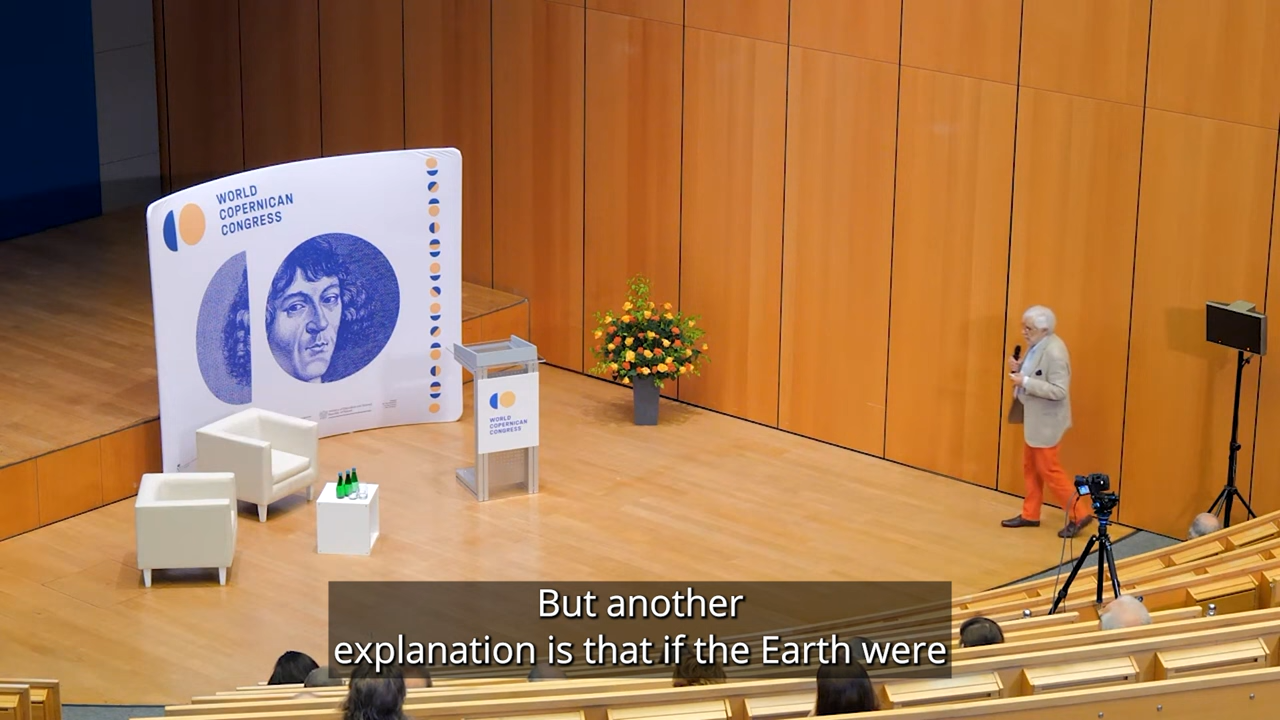 WORLD
COPERNICAN
CONGRESS
WORLD
COPERNICAN
CONGRESS
But another
explanation is that if the Earth were